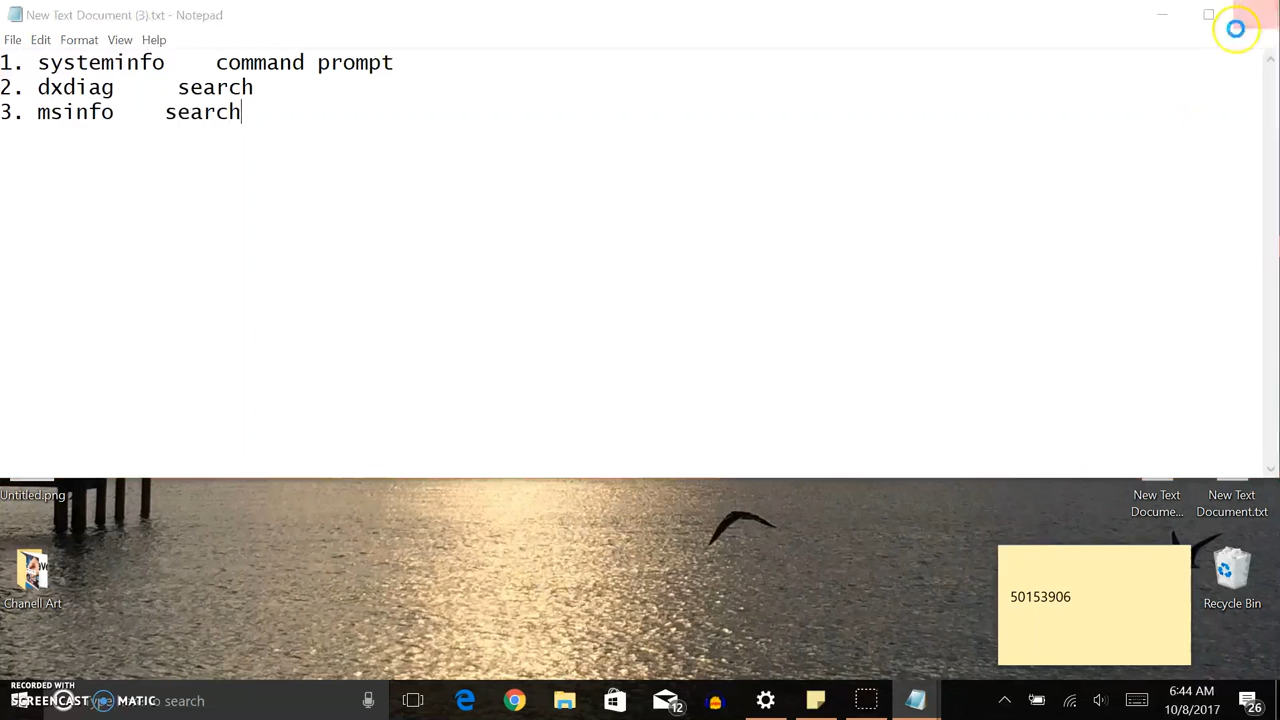 New Text Document (3).txt - Notepad
File Edit Format View Help
1. systeminfo    command prompt
2. dxdiag     search
3. msinfo    search
Untitled.png
New Text Docume...
New Text Document.txt
Chanell Art
50153906
Recycle Bin
RECORDED WITH
SCREENCAST MATIC
search
12
6:44 AM
10/8/2017
26